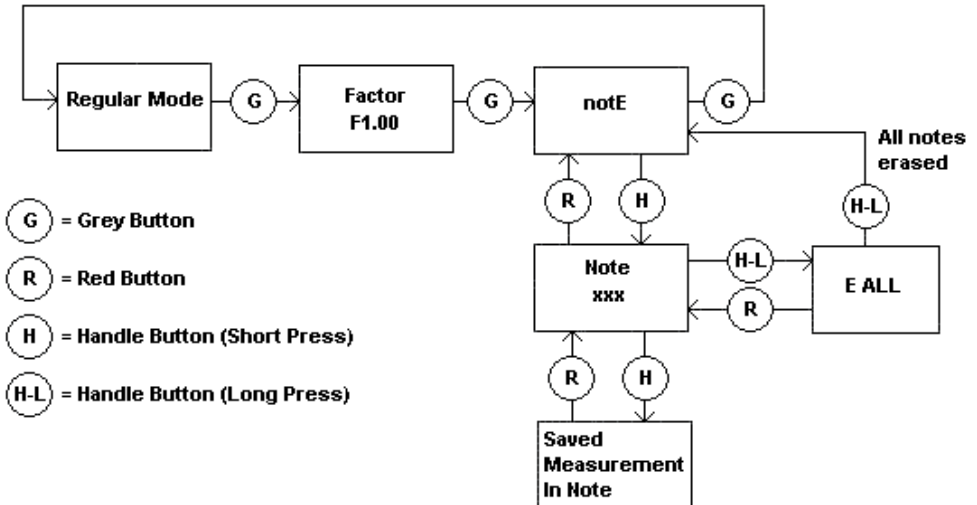 Regular Mode
G
Factor
F1.00
G
notE
G
All notes
erased
R
H
H-L
G = Grey Button
R = Red Button
H = Handle Button (Short Press)
H-L = Handle Button (Long Press)
Note
xxx
H-L
R
E ALL
R
H
Saved
Measurement
In Note